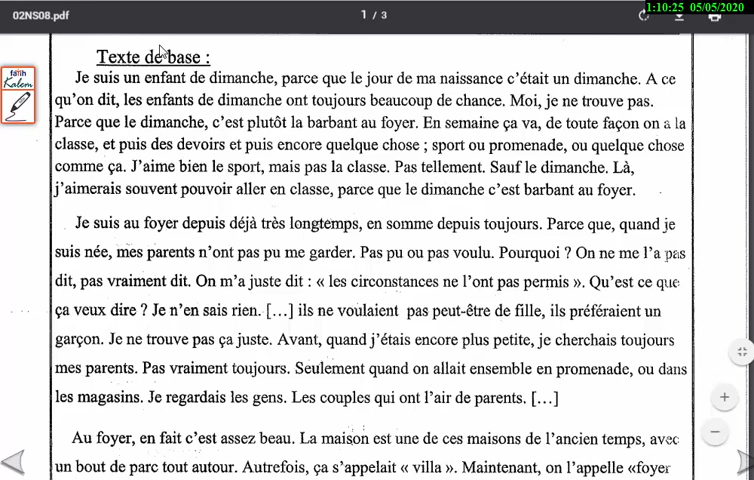 02NS08.pdf
1 / 3
1:10:25 05/05/2020
fatih
Kalem
Texte de base :
Je suis un enfant de dimanche, parce que le jour de ma naissance c'était un dimanche. A ce
qu'on dit, les enfants de dimanche ont toujours beaucoup de chance. Moi, je ne trouve pas.
Parce que le dimanche, c'est plutôt la barbant au foyer. En semaine ça va, de toute façon on a la
classe, et puis des devoirs et puis encore quelque chose ; sport ou promenade, ou quelque chose
comme ça. J'aime bien le sport, mais pas la classe. Pas tellement. Sauf le dimanche. Là,
j'aimerais souvent pouvoir aller en classe, parce que le dimanche c'est barbant au foyer.
Je suis au foyer depuis déjà très longtemps, en somme depuis toujours. Parce que, quand je
suis née, mes parents n'ont pas pu me garder. Pas pu ou pas voulu. Pourquoi ? On ne me l'a pas
dit, pas vraiment dit. On m'a juste dit : « les circonstances ne l'ont pas permis ». Qu'est ce que
ça veux dire ? Je n'en sais rien. […] ils ne voulaient pas peut-être de fille, ils préféraient un
garçon. Je ne trouve pas ça juste. Avant, quand j'étais encore plus petite, je cherchais toujours
mes parents. Pas vraiment toujours. Seulement quand on allait ensemble en promenade, ou dans
les magasins. Je regardais les gens. Les couples qui ont l'air de parents. […]
Au foyer, en fait c'est assez beau. La maison est une de ces maisons de l'ancien temps, avec
un bout de parc tout autour. Autrefois, ça s'appelait « villa ». Maintenant, on l'appelle «foyer